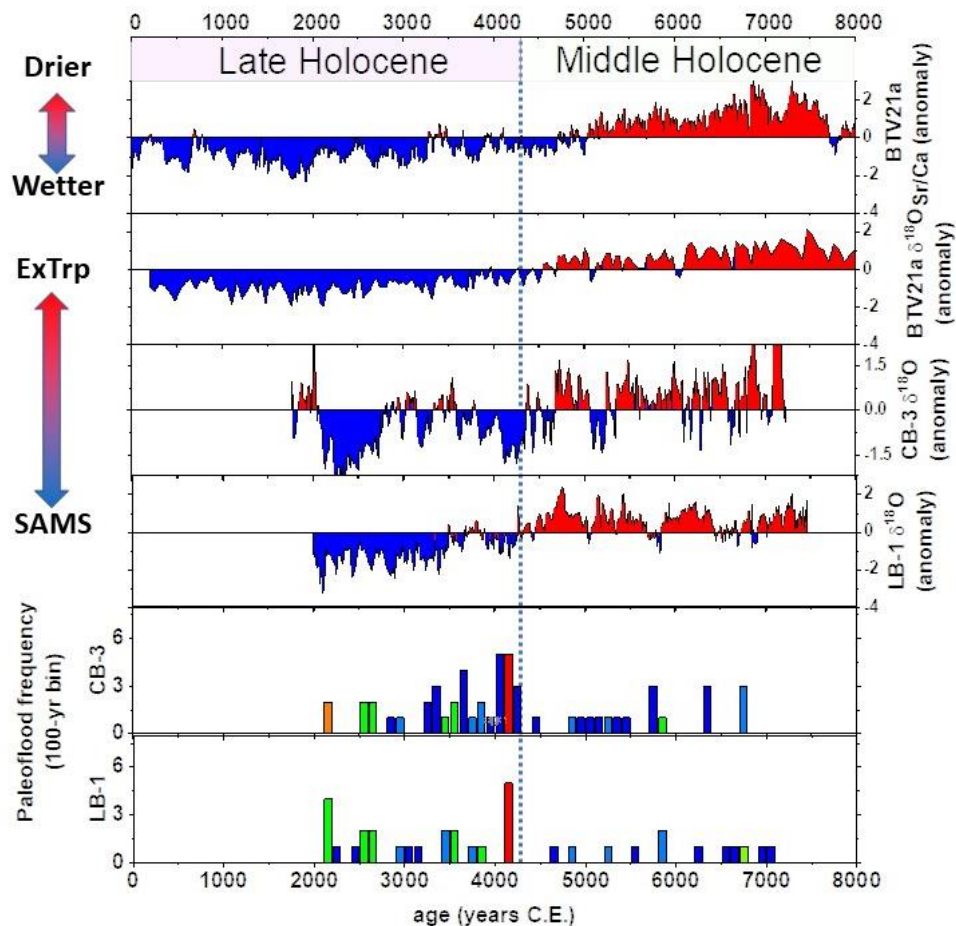 0 1000 2000 3000 4000 5000 6000 7000 8000
Late Holocene Middle Holocene
Drier
Wetter
2
0
-2
-4
BTV21a
Sr/Ca (anomaly)
ExTrp
2
0
-2
-4
BTV21a δ18O
(anomaly)
1.5
0.0
-1.5
CB-3 δ18O
(anomaly)
SAMS
2
0
-2
-4
LB-1 δ18O
(anomaly)
Paleoflood frequency
(100-yr bin)
CB-3
6
3
0
LB-1
6
3
0
0 1000 2000 3000 4000 5000 6000 7000 8000
age (years C.E.)